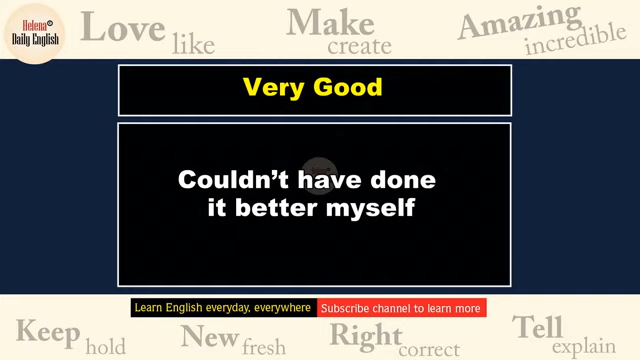 Helena
Daily English
Love
like
Make
create
Amazing
incredible
Very Good
Couldn't have done
it better myself
Learn English everyday, everywhere
Subscribe channel to learn more
Keep
hold
New
fresh
Right
correct
Tell
explain